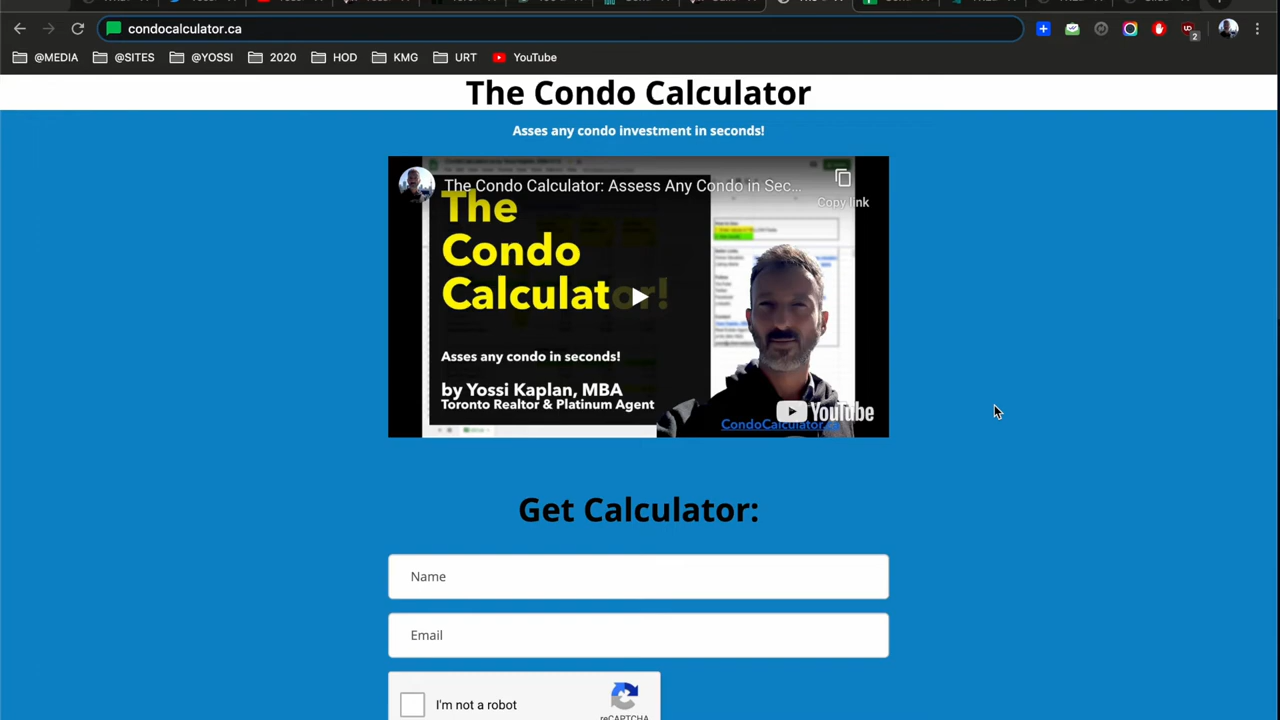 condocalculator.ca
2
@MEDIA
@SITES
@YOSSI
2020
HOD
KMG
URT
YouTube
The Condo Calculator
Asses any condo investment in seconds!
The Condo Calculator: Assess Any Condo in Sec...
Copy link
The
Condo
Calculator!
Asses any condo in seconds!
by Yossi Kaplan, MBA
Toronto Realtor & Platinum Agent
YouTube
CondoCalculator.
Get Calculator:
Name
Email
I'm not a robot
reCAPTCHA